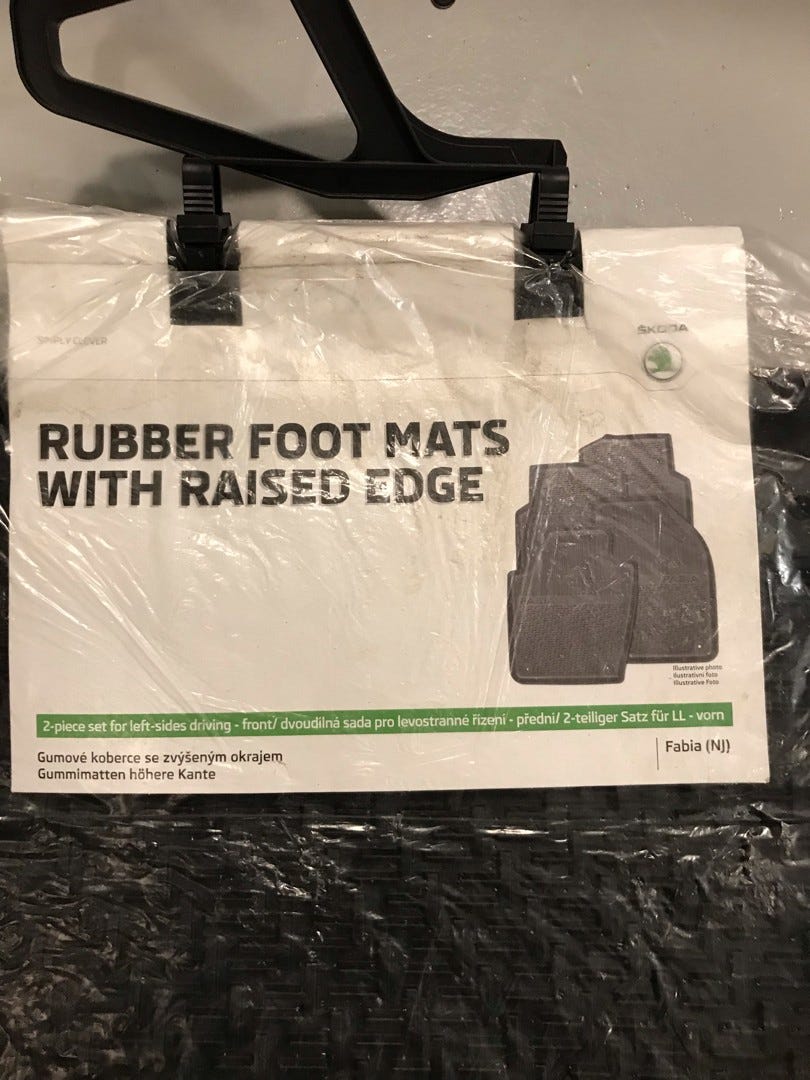 SIMPLY CLEVER
ŠKODA
RUBBER FOOT MATS
WITH RAISED EDGE
Illustrative photo
Ilustrativní foto
Illustrative Foto
2-piece set for left-sides driving - front/ dvoudílná sada pro levostranné řízení - přední/ 2-teiliger Satz für LL - vorn
Gumové koberce se zvýšeným okrajem
Gummimatten höhere Kante
Fabia (NJ)